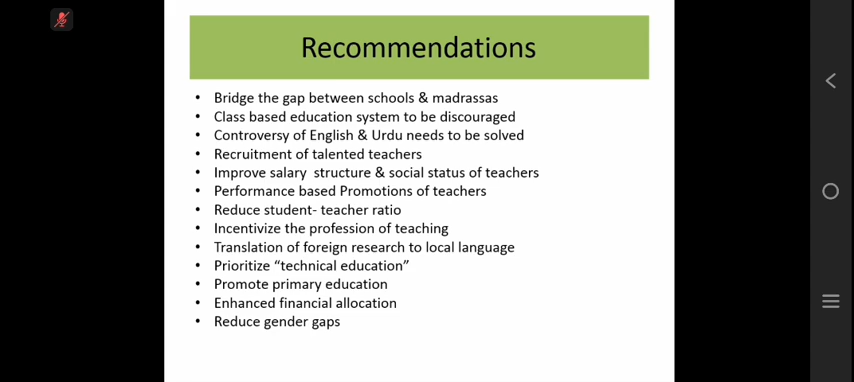 Recommendations
• Bridge the gap between schools & madrassas
• Class based education system to be discouraged
• Controversy of English & Urdu needs to be solved
• Recruitment of talented teachers
• Improve salary  structure & social status of teachers
• Performance based Promotions of teachers
• Reduce student- teacher ratio
• Incentivize the profession of teaching
• Translation of foreign research to local language
• Prioritize “technical education”
• Promote primary education
• Enhanced financial allocation
• Reduce gender gaps